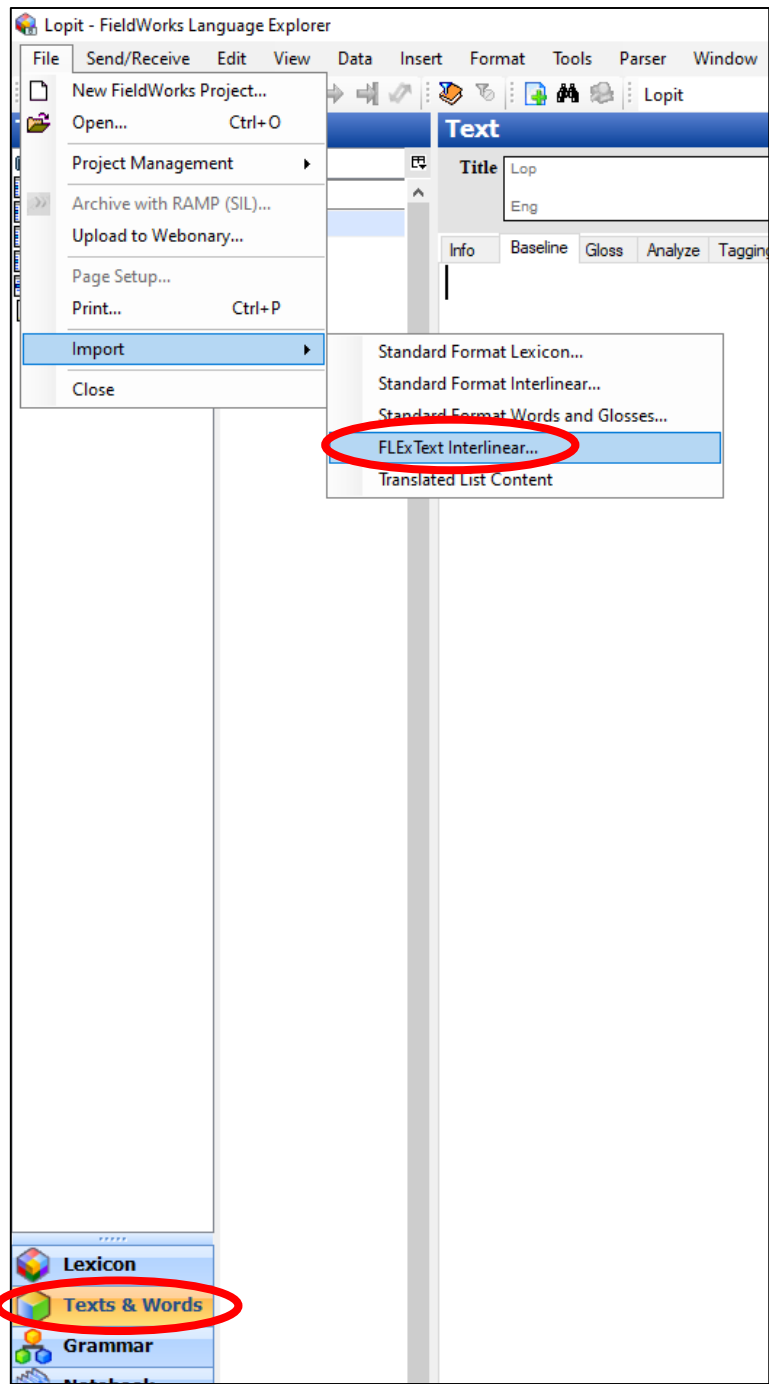 Lopit - FieldWorks Language Explorer
File Send/Receive Edit View Data Insert Format Tools Parser Window
New FieldWorks Project...
Lopit
Open... Ctrl+O
Text
Project Management
Title Lop
Archive with RAMP (SIL)...
Eng
Upload to Webonary...
Info Baseline Gloss Analyze Tagging
Page Setup...
Print... Ctrl+P
Import
Close
Standard Format Lexicon...
Standard Format Interlinear...
Standard Format Words and Glosses...
FLExText Interlinear...
Translated List Content
Lexicon
Texts & Words
Grammar
Notebook